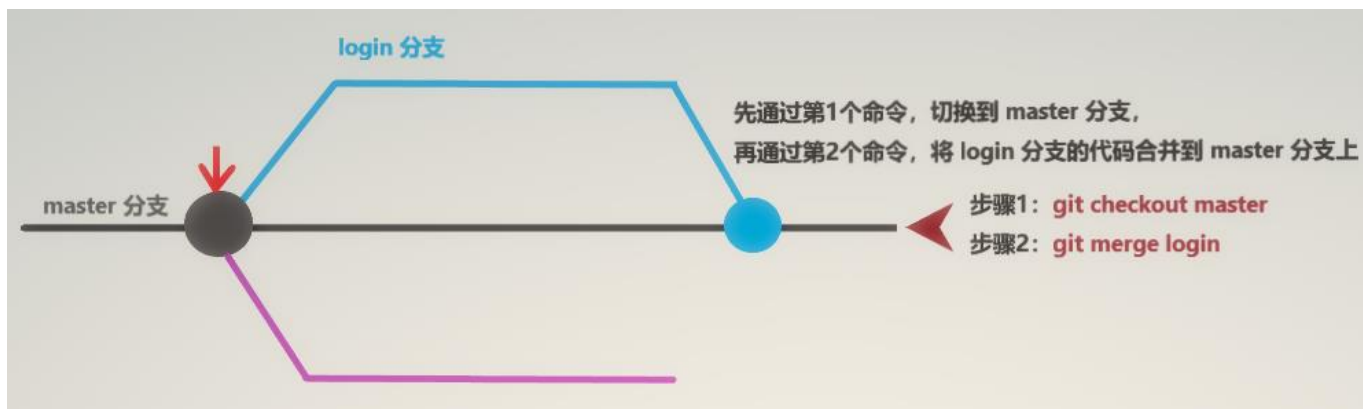 login 分支
先通过第1个命令，切换到 master 分支，
再通过第2个命令，将 login 分支的代码合并到 master 分支上
master 分支
步骤1：git checkout master
步骤2：git merge login